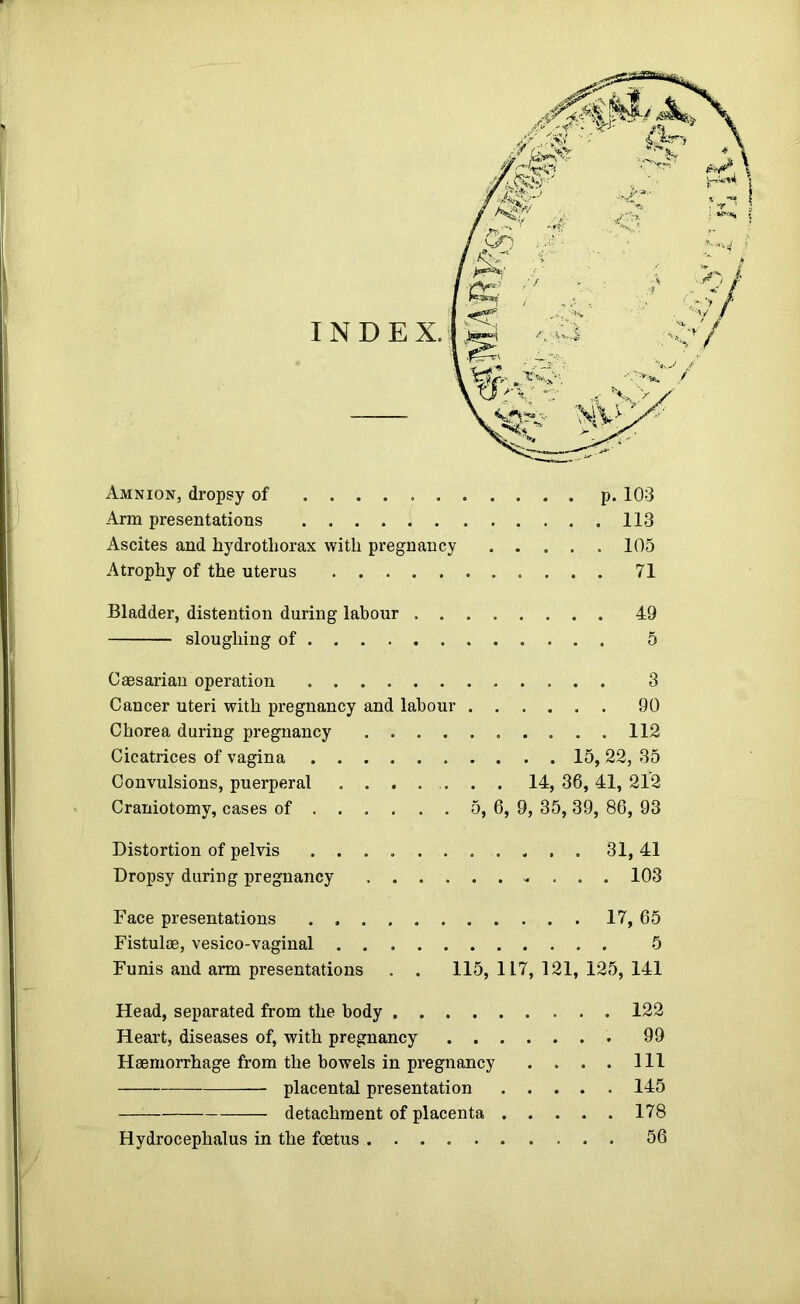 INDEX.
AMNION, dropsy of . . . . . . . . . . . p. 103
Arm presentations . . . . . . . . . . . . . 113
Ascites and hydrothorax with pregnancy . . . . . 105
Atrophy of the uterus . . . . . . . . . . . 71
Bladder, distention during labour . . . . . . . . 49
——— sloughing of . . . . . . . . . . . . 5
Cæsarian operation . . . . . . . . . . . . 3
Cancer uteri with pregnancy and labour . . . . . . 90
Chorea during pregnancy . . . . . . . . . . 112
Cicatrices of vagina . . . . . . . . . . 15, 22, 35
Convulsions, puerperal . . . . . . . 14, 36, 41, 212
Craniotomy, cases of . . . . . . 5, 6, 9, 35, 39, 86, 93
Distortion of pelvis . . . . . . . . . . . 31, 41
Dropsy during pregnancy . . . . . . . . . . 103
Face presentations . . . . . . . . . . . 17, 65
Fistulæ, vesico-vaginal . . . . . . . . . . . 5
Funis and arm presentations . . 115, 117, 121, 125, 141
Head, separated from the body . . . . . . . . . 122
Heart, diseases of, with pregnancy . . . . . . . 99
Hæmorrhage from the bowels in pregnancy . . . . 111
——————— placental presentation . . . . . 145
——————— detachment of placenta . . . . . 178
Hydrocephalus in the fœtus . . . . . . . . . . 56